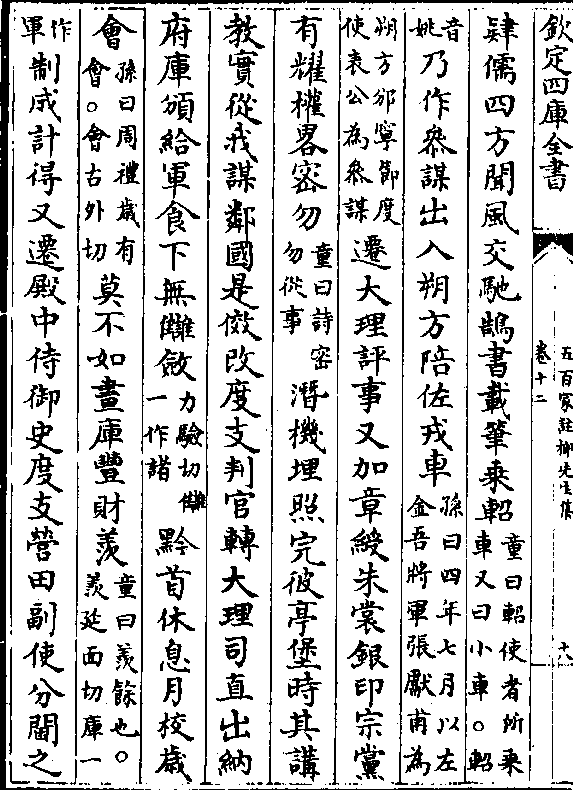 欽定四庫全書
五百家註柳先生集
卷十二
十八
肄儒四方聞風交馳鵲書載筆乘軺童曰軺使者所乘車又曰小車○軺
音姚乃作叅謀出入朔方陪佐戎車孫曰四年七月以左金吾將軍張獻甫為
朔方邠寧節度使表公為叅謀遷大理評事又加章綬朱裳銀印宗黨
有耀權畧密勿童曰詩密勿從事潛機埋照完彼亭堡時其講
教實從戎謀鄰國是傚改度支判官轉大理司直出納
府庫頒給軍食下無讎斂力驗切讎一作諸黔首休息月校歲
會孫曰周禮歲有會○會古外切莫不如畫庫豐財羨童曰羨餘也○羨延面切庫一
作軍制成計得又遷殿中侍御史度支營田副使分閫之